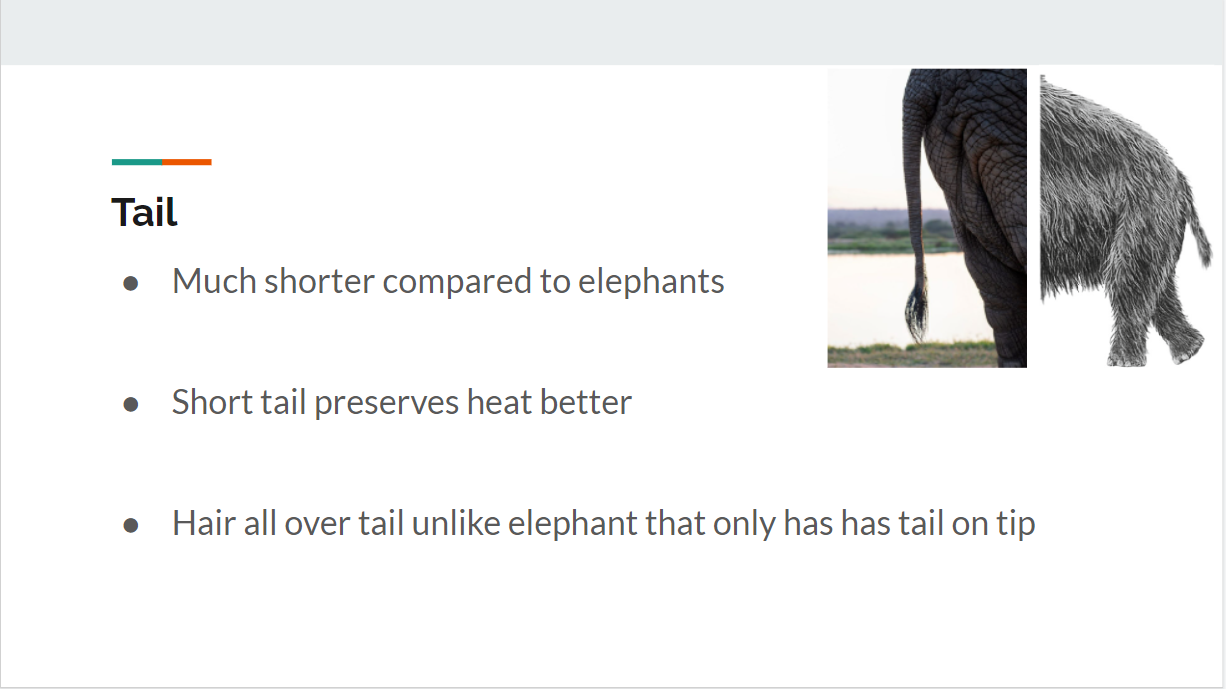 Tail
● Much shorter compared to elephants
● Short tail preserves heat better
● Hair all over tail unlike elephant that only has has tail on tip